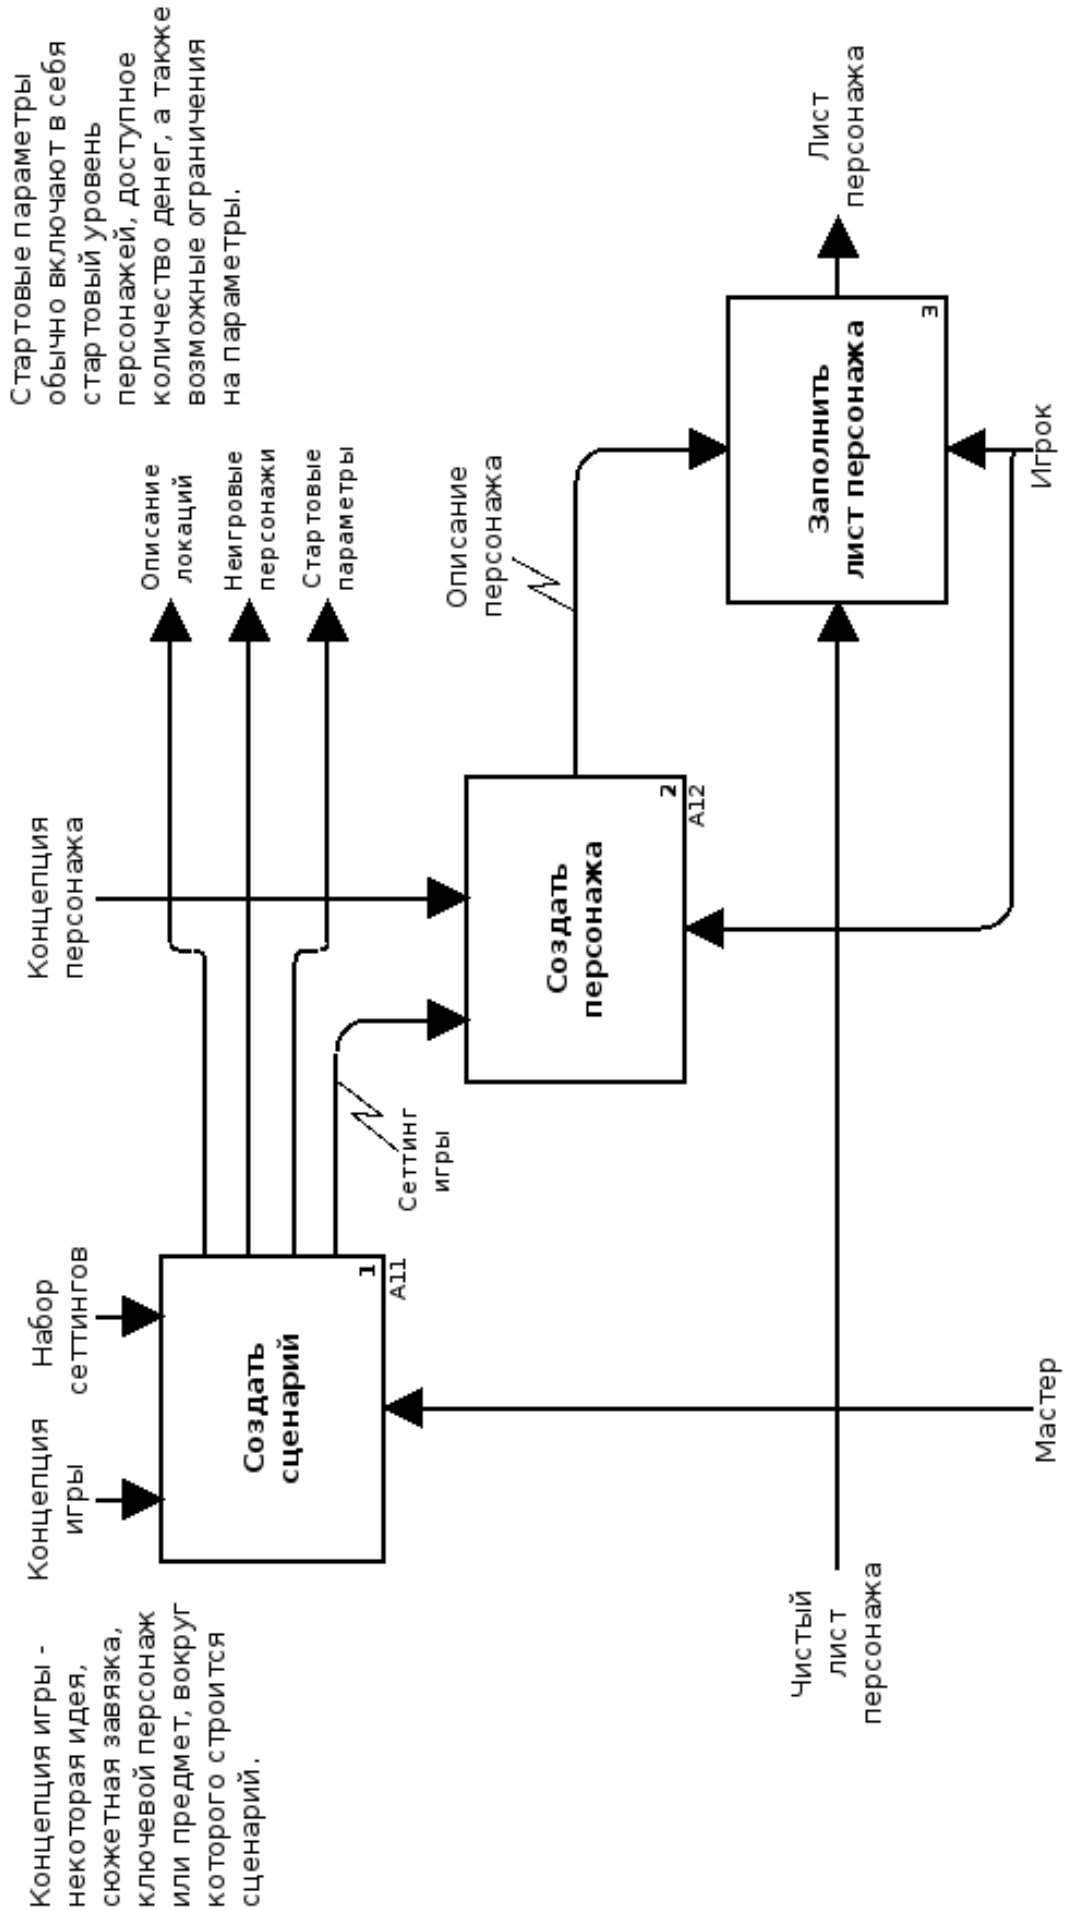 Концепция игры -
некоторая идея,
сюжетная завязка,
ключевой персонаж
или предмет, вокруг
которого строится
сценарий.
Концепция
игры
Набор
сеттингов
Концепция
персонажа
Стартовые параметры
обычно включают в себя
стартовый уровень
персонажей, доступное
количество денег, а также
возможные ограничения
на параметры.
Описание
локаций
Неигровые
персонажи
Стартовые
параметры
Создать
сценарий
1
A11
Сеттинг
игры
Описание
персонажа
Создать
персонажа
2
A12
Заполнить
лист персонажа
3
Лист
персонажа
Чистый
лист
персонажа
Мастер
Игрок